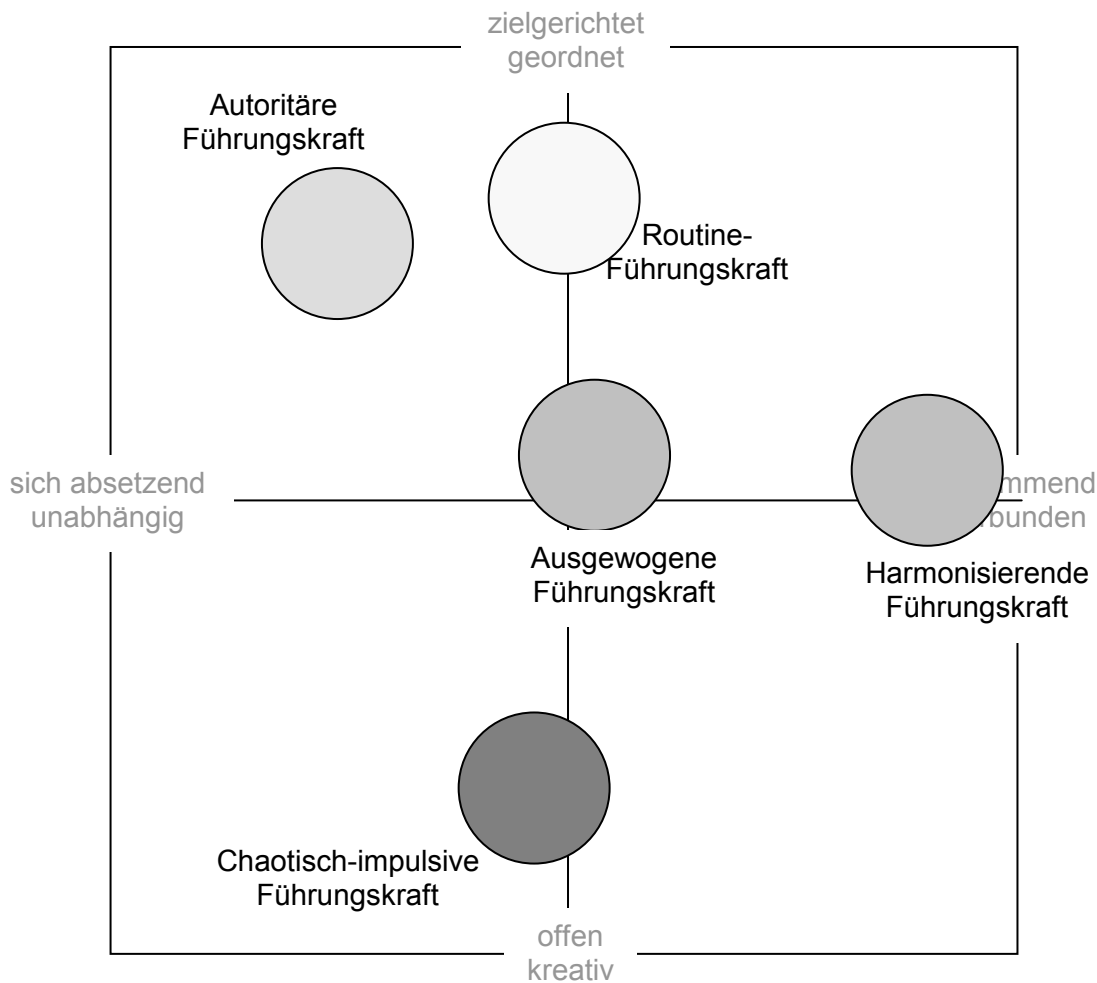 zielgerichtet
geordnet
Autoritäre
Führungskraft
Routine-
Führungskraft
sich absetzend
unabhängig
Ausgewogene
Führungskraft
Harmonisierende
Führungskraft
Chaotisch-impulsive
Führungskraft
offen
kreativ